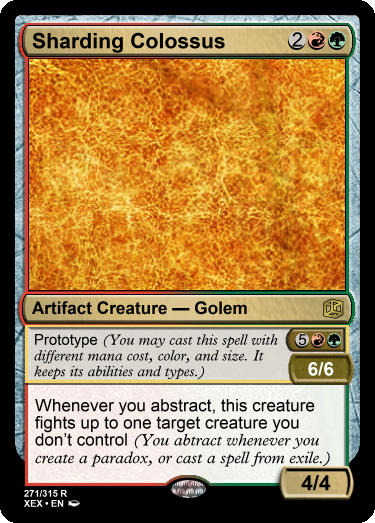 Sharding Colossus 2
Artifact Creature — Golem
Prototype (You may cast this spell with
different mana cost, color, and size. It
keeps its abilities and types.)
5
6/6
Whenever you abstract, this creature
fights up to one target creature you
don't control (You abtract whenever you
create a paradox, or cast a spell from exile.)
4/4
271/315 R
XEX • EN